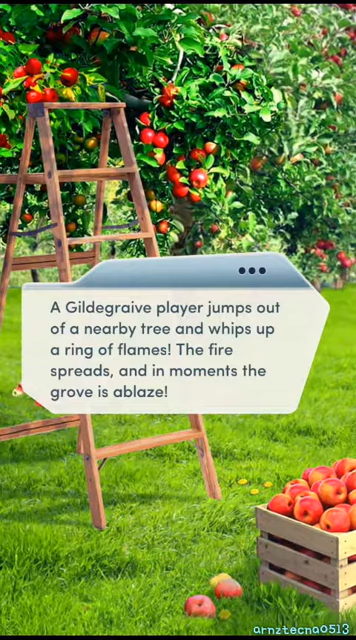 A Gildegraive player jumps out
of a nearby tree and whips up
a ring of flames! The fire
spreads, and in moments the
grove is ablaze!
arnztecna0513